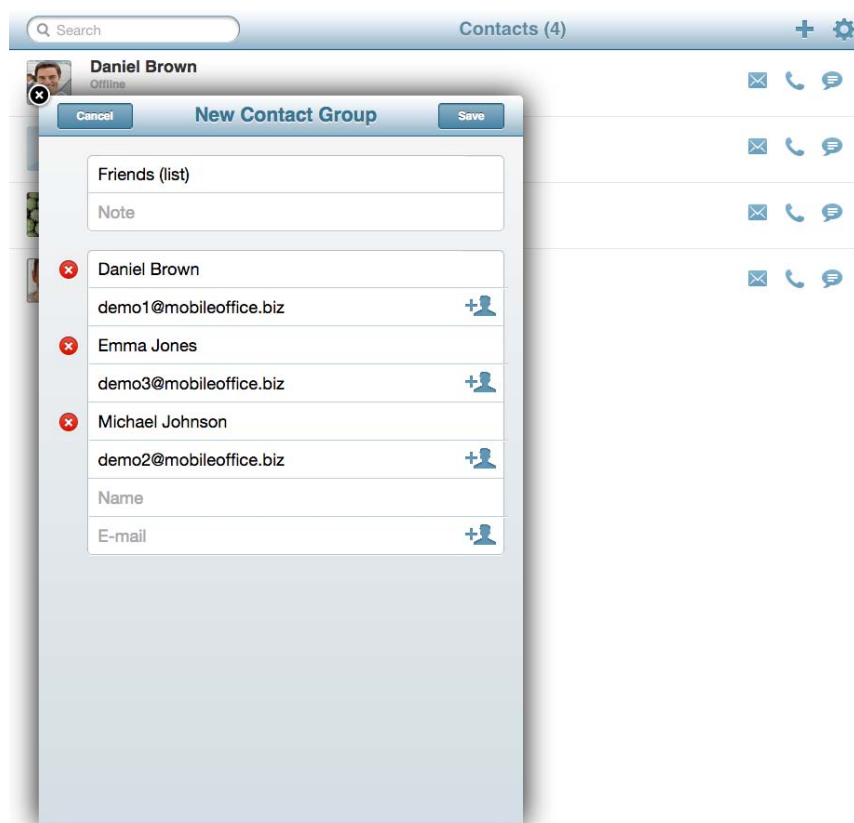 Search
Contacts (4)
Daniel Brown
Offline
Cancel
New Contact Group
Save
Friends (list)
Note
Daniel Brown
demo1@mobileoffice.biz
Emma Jones
demo3@mobileoffice.biz
Michael Johnson
demo2@mobileoffice.biz
Name
E-mail